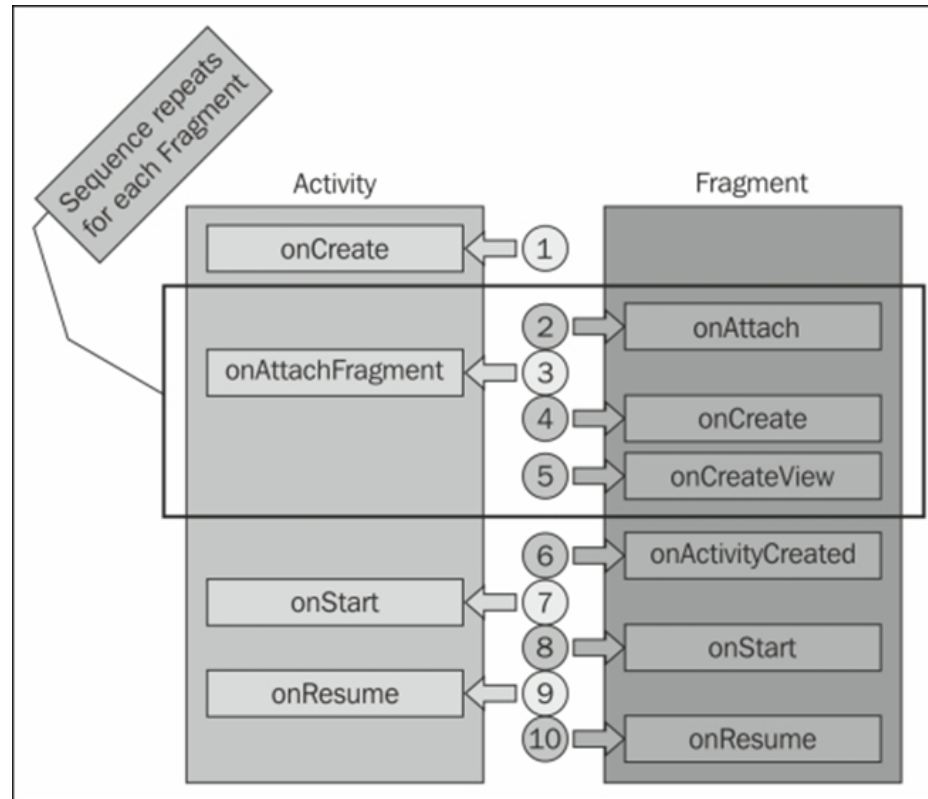 Sequence repeats
for each Fragment
Activity
Fragment
onCreate
1
2
onAttach
onAttachFragment
3
4
onCreate
5
onCreateView
6
onActivityCreated
onStart
7
8
onStart
onResume
9
10
onResume